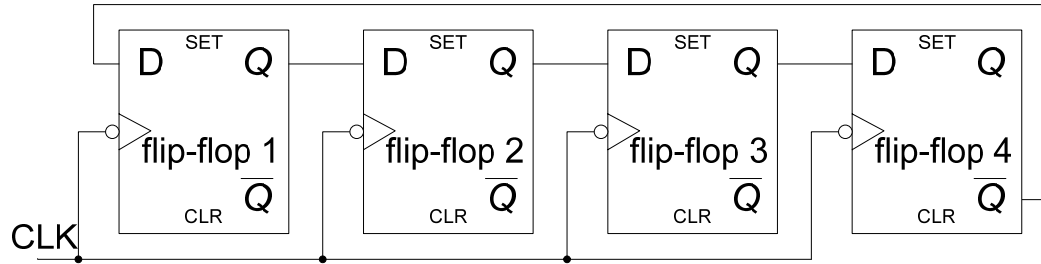 SET SET SET SET
D Q D Q D Q D Q
flip-flop 1 flip-flop 2 flip-flop 3 flip-flop 4
Q̅ Q̅ Q̅ Q̅
CLR CLR CLR CLR
CLK